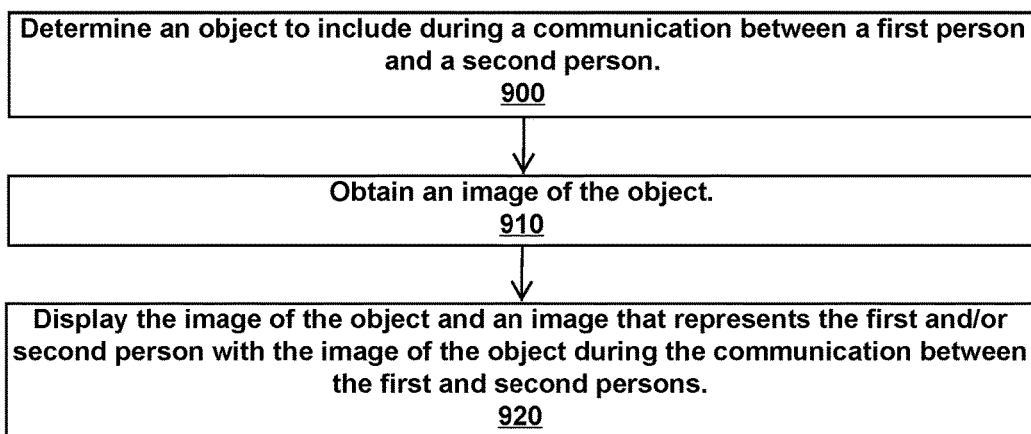 Determine an object to include during a communication between a first person
and a second person.
900
Obtain an image of the object.
910
Display the image of the object and an image that represents the first and/or
second person with the image of the object during the communication between
the first and second persons.
920